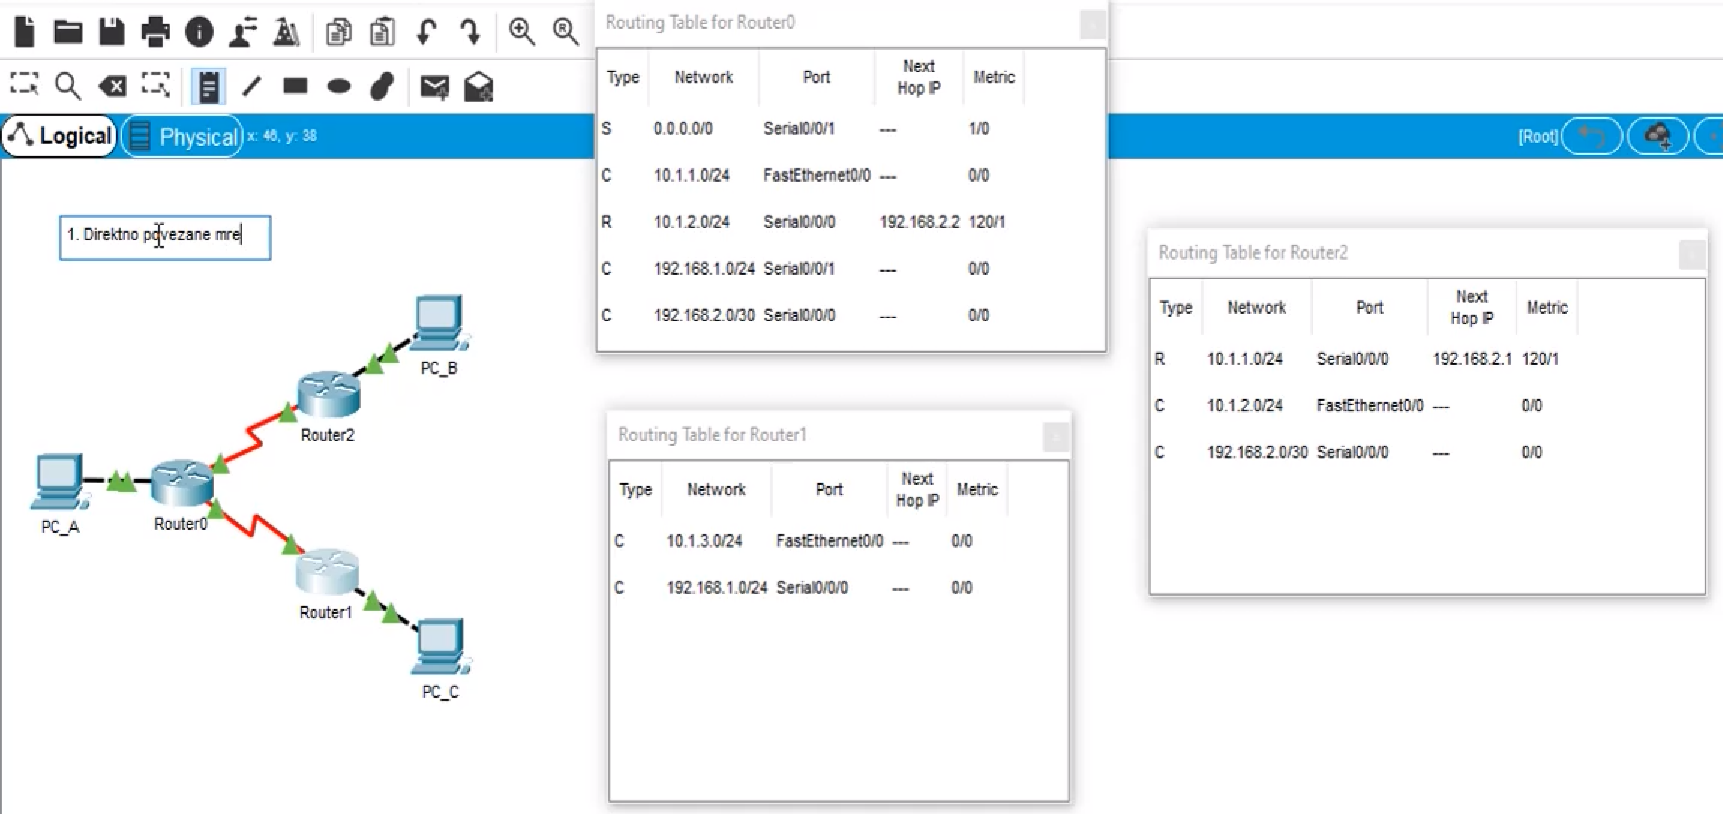 Logical
Physical
x: 46, y: 38
[Root]
1. Direktno povezane mre
PC_B
Router2
PC_A
Router0
Router1
PC_C
Routing Table for Router0
Type Network Port Next Hop IP Metric
S 0.0.0.0/0 Serial0/0/1 --- 1/0
C 10.1.1.0/24 FastEthernet0/0 --- 0/0
R 10.1.2.0/24 Serial0/0/0 192.168.2.2 120/1
C 192.168.1.0/24 Serial0/0/1 --- 0/0
C 192.168.2.0/30 Serial0/0/0 --- 0/0
Routing Table for Router1
Type Network Port Next Hop IP Metric
C 10.1.3.0/24 FastEthernet0/0 --- 0/0
C 192.168.1.0/24 Serial0/0/0 --- 0/0
Routing Table for Router2
Type Network Port Next Hop IP Metric
R 10.1.1.0/24 Serial0/0/0 192.168.2.1 120/1
C 10.1.2.0/24 FastEthernet0/0 --- 0/0
C 192.168.2.0/30 Serial0/0/0 --- 0/0